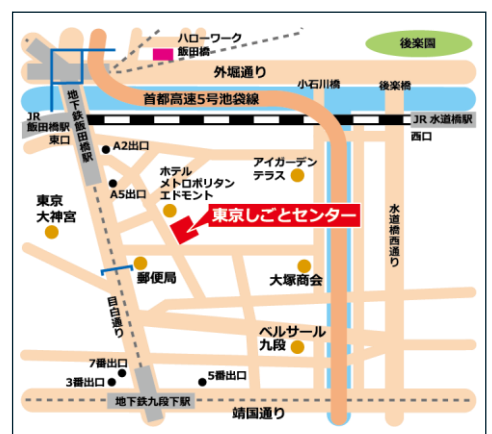 ハローワーク
飯田橋
後楽園
外堀通り
小石川橋
後楽橋
首都高速5号池袋線
地下鉄飯田橋駅
JR
飯田橋駅
東口
JR 水道橋駅
西口
A2出口
アイガーデン
テラス
ホテル
メトロポリタン
エドモント
A5出口
東京
大神宮
東京しごとセンター
水道橋西通り
郵便局
大塚商会
目白通り
ベルサール
九段
7番出口
3番出口
5番出口
地下鉄九段下駅
靖国通り